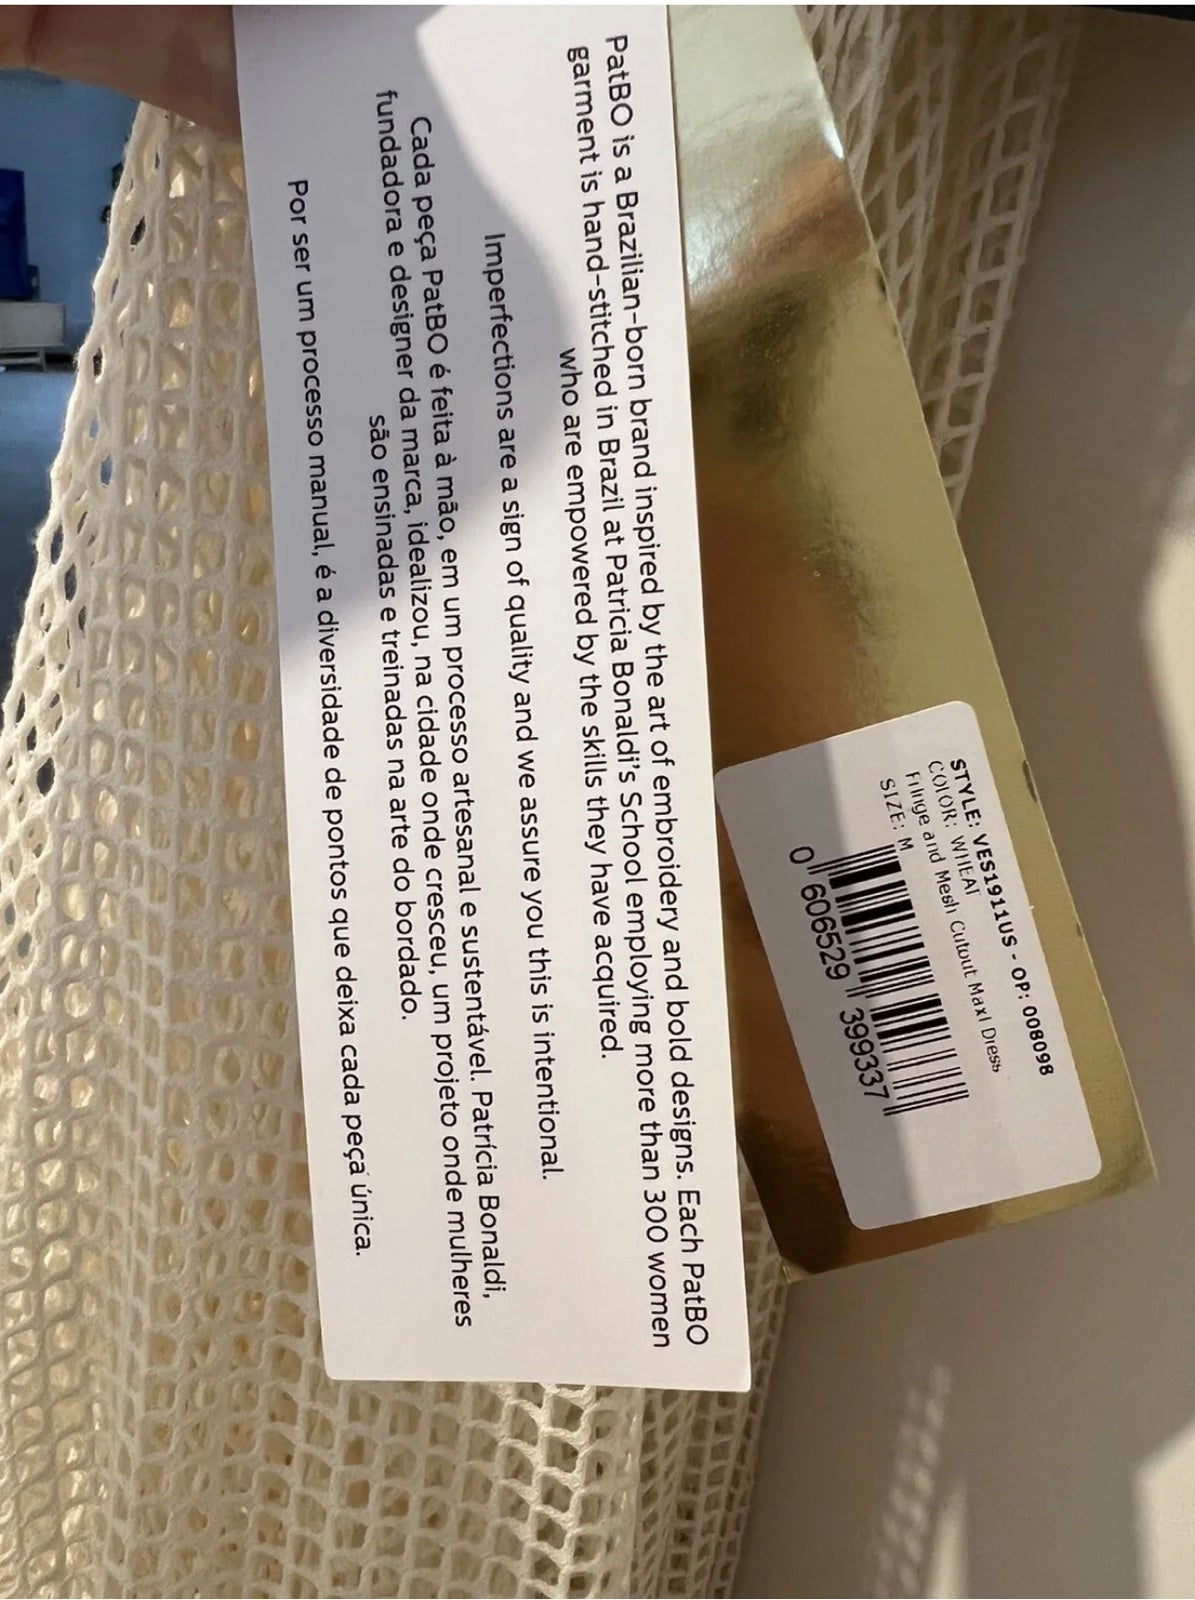 PatBO is a Brazilian-born brand inspired by the art of embroidery and bold designs. Each PatBO
garment is hand-stitched in Brazil at Patricia Bonaldi's School employing more than 300 women
who are empowered by the skills they have acquired.
Imperfections are a sign of quality and we assure you this is intentional.
Cada peça PatBO é feita à mão, em um processo artesanal e sustentável. Patrícia Bonaldi,
fundadora e designer da marca, idealizou, na cidade onde cresceu, um projeto onde mulheres
são ensinadas e treinadas na arte do bordado.
Por ser um processo manual, é a diversidade de pontos que deixa cada peça única.
STYLE: VES1911US - OP: 008098
COLOR: WHEAT
Fringe and Mesh Cutout Maxi Dress
SIZE: M
0 606529 399337